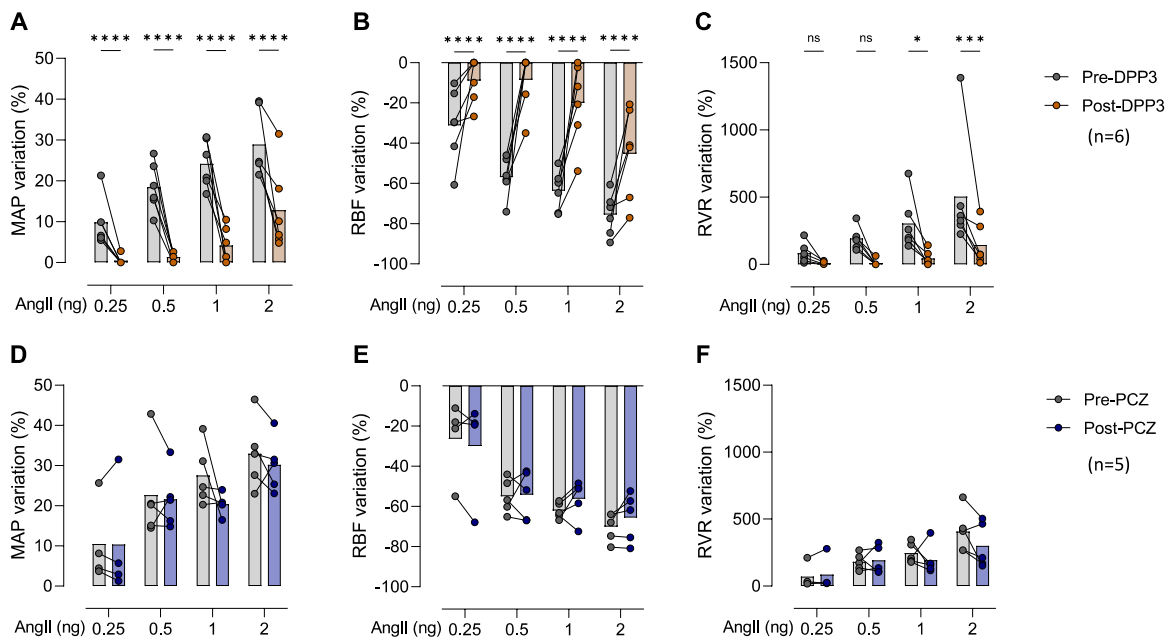 A
B
C
**** **** **** ****
**** **** **** ****
ns ns * ***
MAP variation (%)
50
40
30
20
10
0
AngII (ng) 0.25 0.5 1 2
RBF variation (%)
0
-20
-40
-60
-80
-100
AngII (ng) 0.25 0.5 1 2
RVR variation (%)
1500
1000
500
0
AngII (ng) 0.25 0.5 1 2
Pre-DPP3
Post-DPP3
(n=6)
D
E
F
MAP variation (%)
50
40
30
20
10
0
AngII (ng) 0.25 0.5 1 2
RBF variation (%)
0
-20
-40
-60
-80
-100
AngII (ng) 0.25 0.5 1 2
RVR variation (%)
1500
1000
500
0
AngII (ng) 0.25 0.5 1 2
Pre-PCZ
Post-PCZ
(n=5)